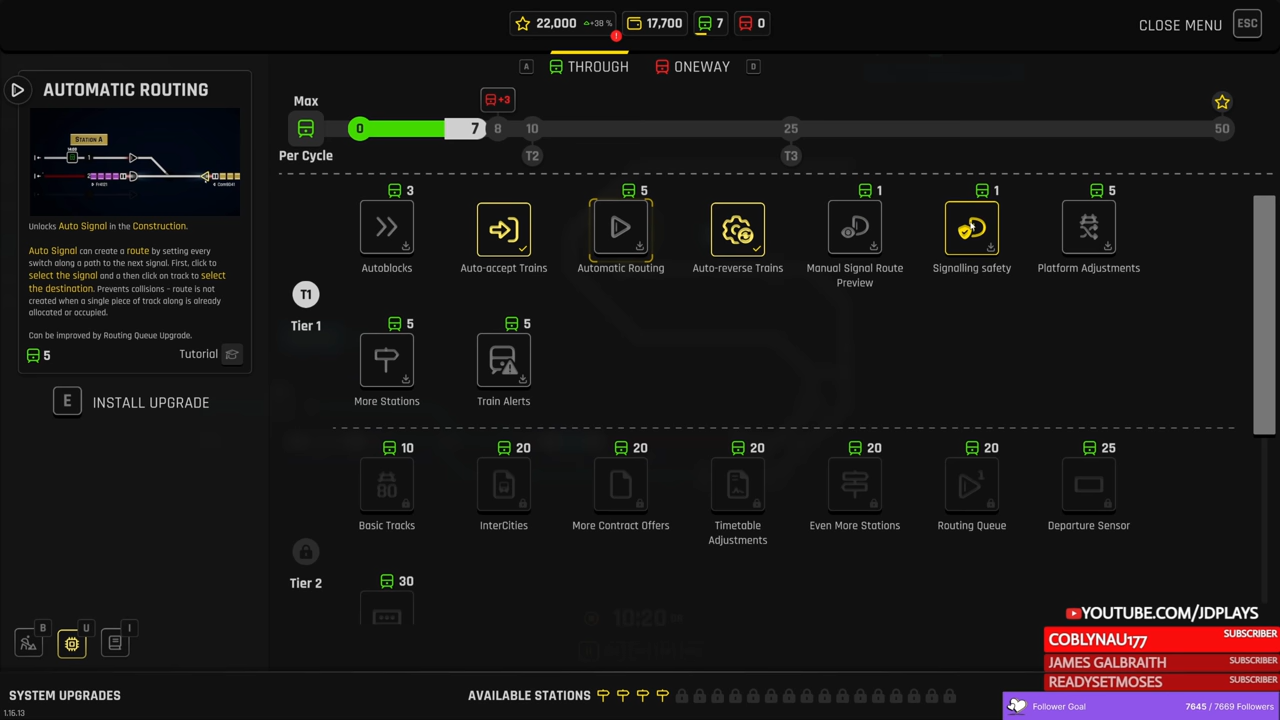 22,000 +38 %
17,700
7
0
CLOSE MENU ESC
A THROUGH ONEWAY D
AUTOMATIC ROUTING
STATION A
Unlocks Auto Signal in the Construction.
Auto Signal can create a route by setting every
switch along a path to the next signal. First, click to
select the signal and a then click on track to select
the destination. Prevents collisions - route is not
created when a single piece of track along is already
allocated or occupied.
Can be improved by Routing Queue Upgrade.
5 Tutorial
E INSTALL UPGRADE
Max
Per Cycle
+3
0 7 8 10 25 50
T2 T3
3 5 1 1 5
Autoblocks
Auto-accept Trains
Automatic Routing
Auto-reverse Trains
Manual Signal Route
Preview
Signalling safety
Platform Adjustments
T1
Tier 1
5 5
More Stations
Train Alerts
10 20 20 20 20 20 25
80
1
Basic Tracks
InterCities
More Contract Offers
Timetable
Adjustments
Even More Stations
Routing Queue
Departure Sensor
Tier 2
30
10:20
B U I
SYSTEM UPGRADES
1.16.13
AVAILABLE STATIONS
YOUTUBE.COM/JDPLAYS
COBLYNAU177 SUBSCRIBER
JAMES GALBRAITH SUBSCRIBER
READYSETMOSES SUBSCRIBER
Follower Goal 7645 / 7669 Followers